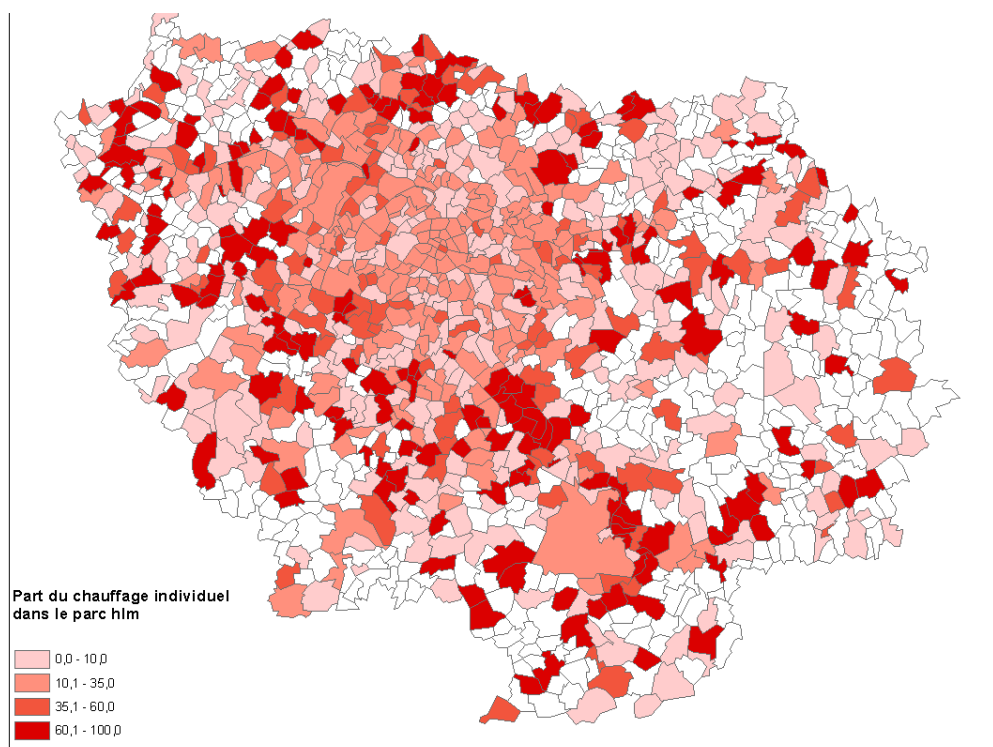 Part du chauffage individuel
dans le parc hlm
0,0 - 10,0
10,1 - 35,0
35,1 - 60,0
60,1 - 100,0